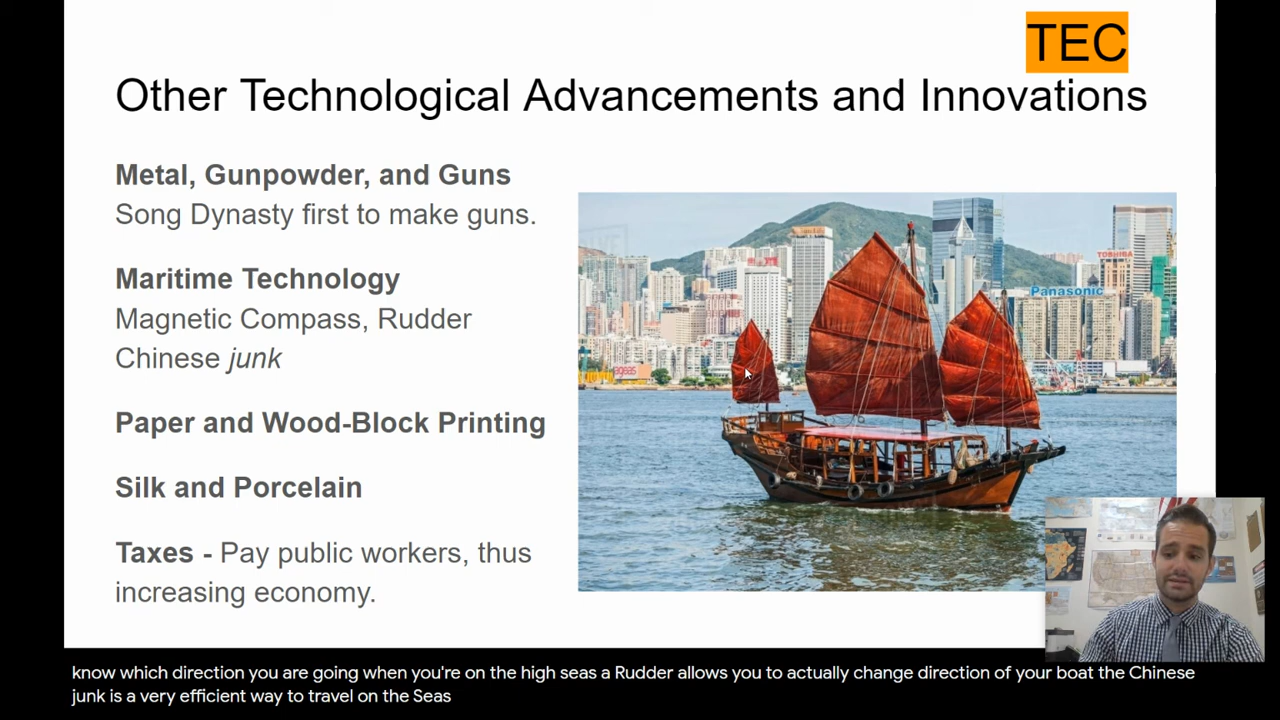 TEC
Other Technological Advancements and Innovations
Metal, Gunpowder, and Guns
Song Dynasty first to make guns.
Maritime Technology
Magnetic Compass, Rudder
Chinese junk
Paper and Wood-Block Printing
Silk and Porcelain
Taxes - Pay public workers, thus
increasing economy.
TOSHIBA
Panasonic
ageas
know which direction you are going when you're on the high seas a Rudder allows you to actually change direction of your boat the Chinese
junk is a very efficient way to travel on the Seas